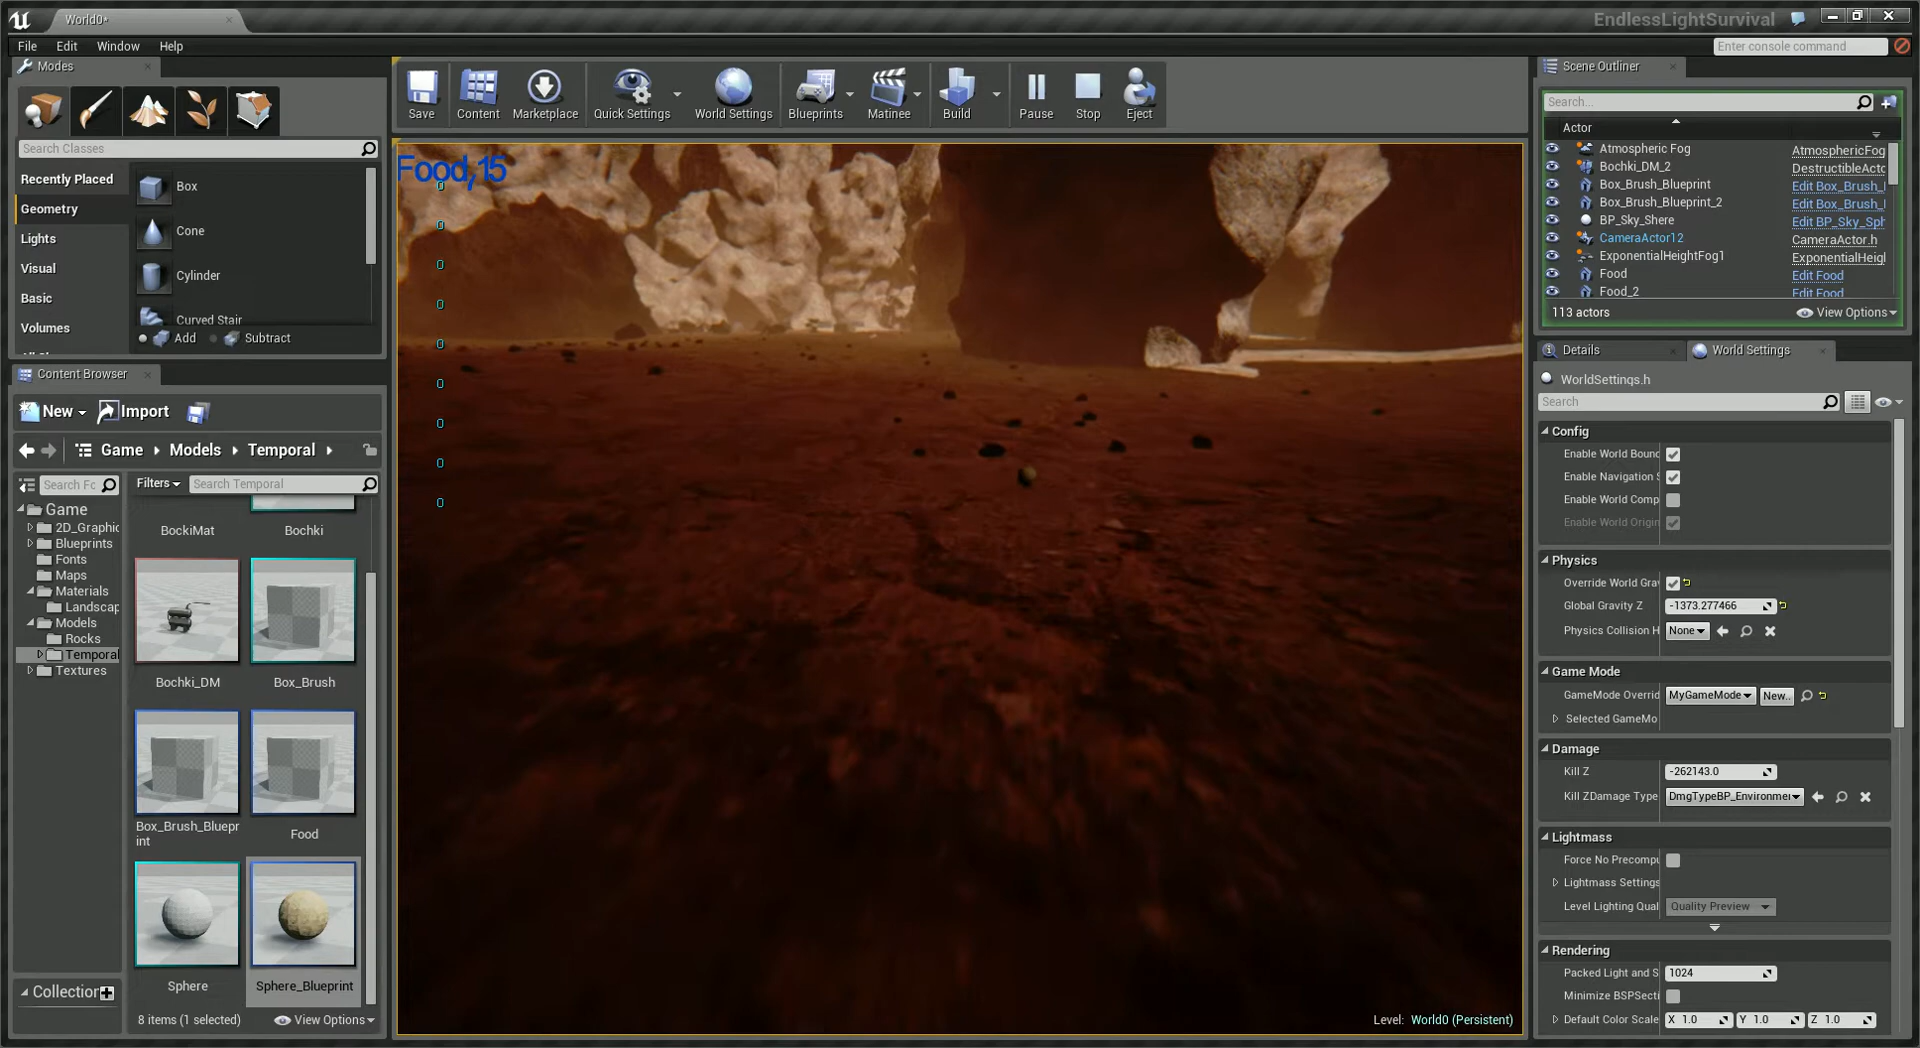 World0*
EndlessLightSurvival
File Edit Window Help
Enter console command
Modes
Search Classes
Recently Placed
Geometry
Lights
Visual
Basic
Volumes
Box
Cone
Cylinder
Curved Stair
Add Subtract
Content Browser
New Import
Game Models Temporal
Search Fc
Filters
Search Temporal
Game
2D_Graphic
Blueprints
Fonts
Maps
Materials
Landscap
Models
Rocks
Temporal
Textures
Collection
BockiMat
Bochki
Bochki_DM
Box_Brush
Box_Brush_Bluepr
int
Food
Sphere
Sphere_Blueprint
8 items (1 selected)
View Options
Save Content Marketplace Quick Settings World Settings Blueprints Matinee Build Pause Stop Eject
Food, 15
0
0
0
0
0
0
0
0
0
Level: World0 (Persistent)
Scene Outliner
Search...
Actor
Atmospheric Fog AtmosphericFog
Bochki_DM_2 DestructibleActo
Box_Brush_Blueprint Edit Box_Brush_
Box_Brush_Blueprint_2 Edit Box_Brush_
BP_Sky_Shere Edit BP_Sky_Sph
CameraActor12 CameraActor.h
ExponentialHeightFog1 ExponentialHeigl
Food Edit Food
Food_2 Edit Food
113 actors
View Options
Details
World Settings
WorldSettings.h
Search
Config
Enable World Bounc
Enable Navigation S
Enable World Comp
Enable World Origin
Physics
Override World Gra
Global Gravity Z -1373.277466
Physics Collision H None
Game Mode
GameMode Overrid MyGameMode New..
Selected GameMo
Damage
Kill Z -262143.0
Kill ZDamage Type DmgTypeBP_Environmer
Lightmass
Force No Precompu
Lightmass Settings
Level Lighting Qual Quality Preview
Rendering
Packed Light and S 1024
Minimize BSPSecti
Default Color Scale X 1.0 Y 1.0 Z 1.0